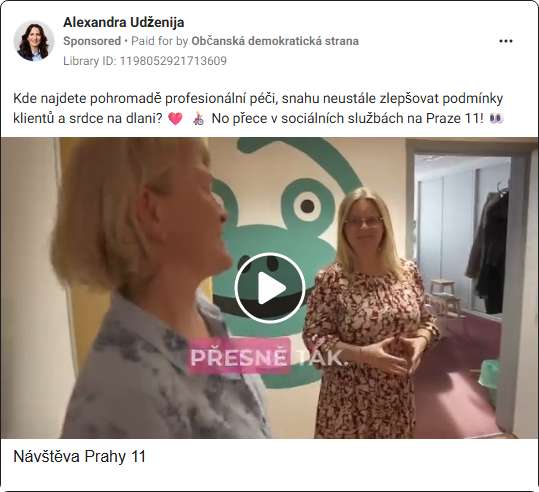 Alexandra Udženija
Sponsored • Paid for by Občanská demokratická strana
Library ID: 1198052921713609
Kde najdete pohromadě profesionální péči, snahu neustále zlepšovat podmínky
klientů a srdce na dlani? 💗 👩🏻‍🦽 No přece v sociálních službách na Praze 11! 👀
PŘESNĚ TAK.
Návštěva Prahy 11